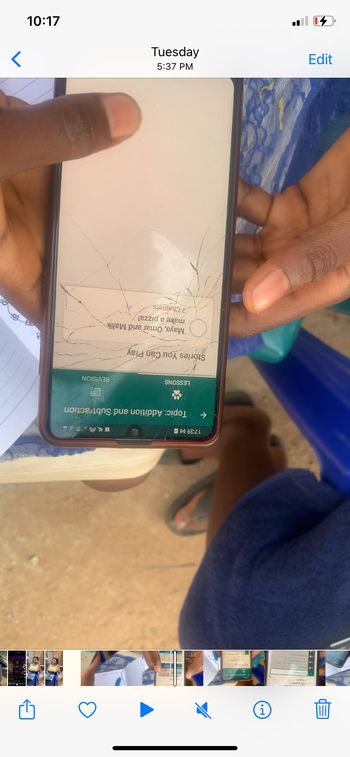 10:17
Tuesday
5:37 PM
Edit
17:39
Topic: Addition and Subtraction
LESSONS
REVISION
Stories You Can Play
Maya, Omar and Malik
make a pizza!
7 Chapters